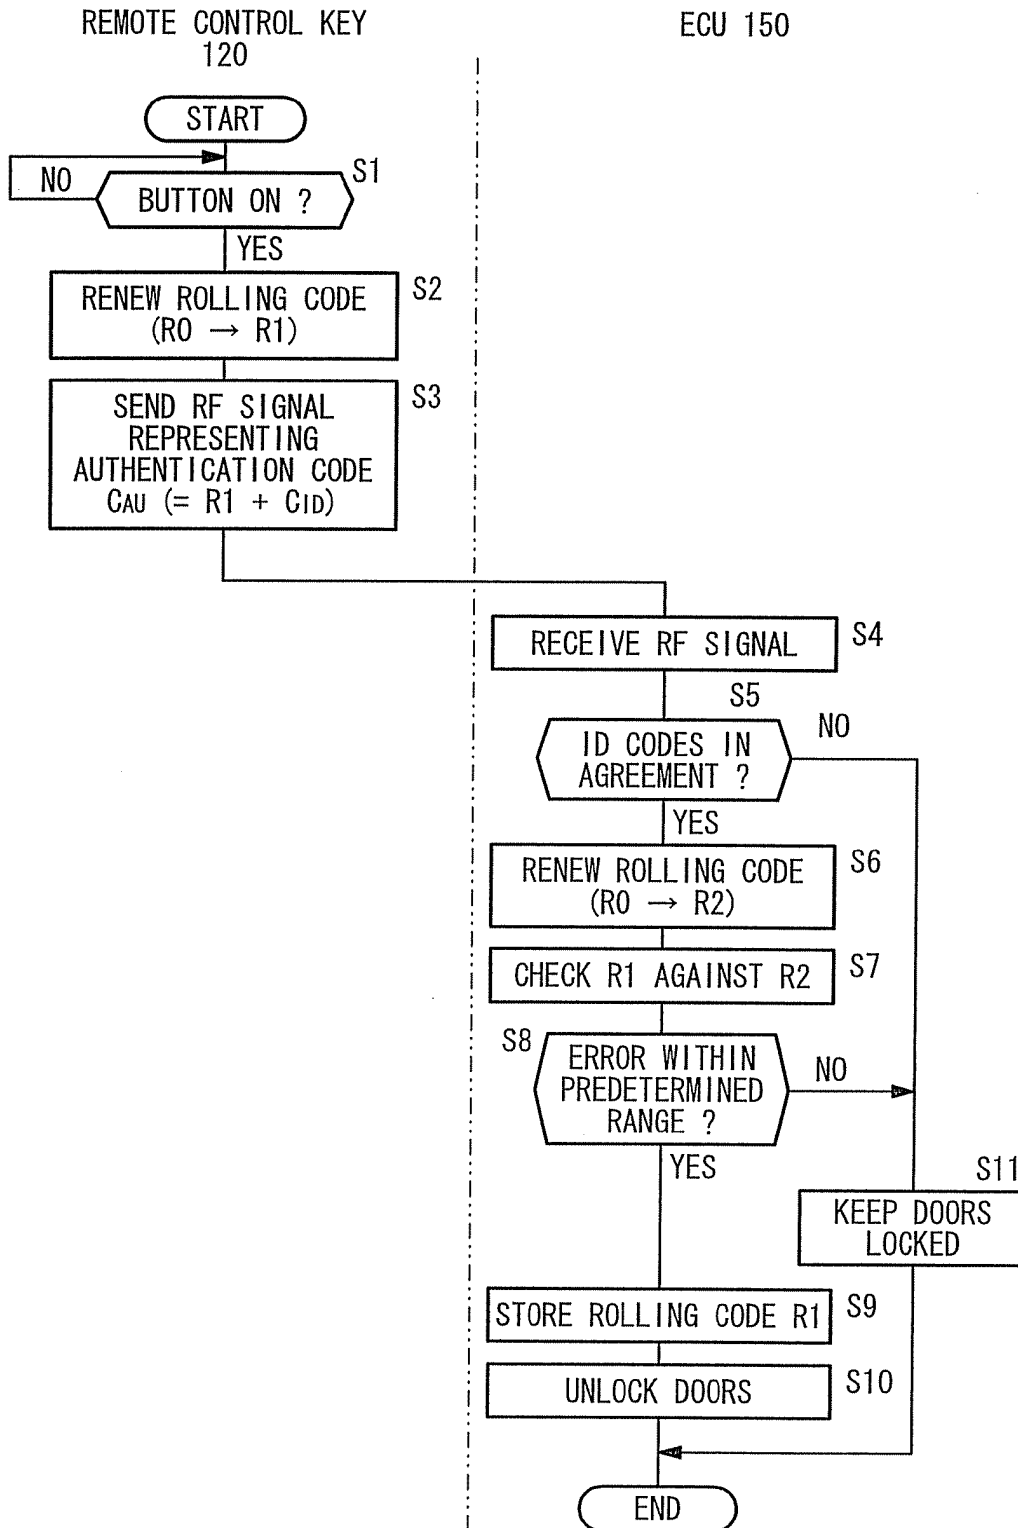 REMOTE CONTROL KEY
120
ECU 150
START
NO
S1
BUTTON ON ?
YES
S2
RENEW ROLLING CODE
(R0 → R1)
S3
SEND RF SIGNAL
REPRESENTING
AUTHENTICATION CODE
CAU (= R1 + CID)
RECEIVE RF SIGNAL
S4
S5
NO
ID CODES IN
AGREEMENT ?
YES
S6
RENEW ROLLING CODE
(R0 → R2)
CHECK R1 AGAINST R2
S7
S8
ERROR WITHIN
PREDETERMINED
RANGE ?
NO
YES
S11
KEEP DOORS
LOCKED
STORE ROLLING CODE R1
S9
UNLOCK DOORS
S10
END